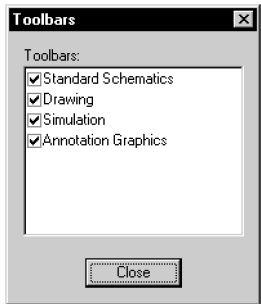 Toolbars
Toolbars:
Standard Schematics
Drawing
Simulation
Annotation Graphics
Close